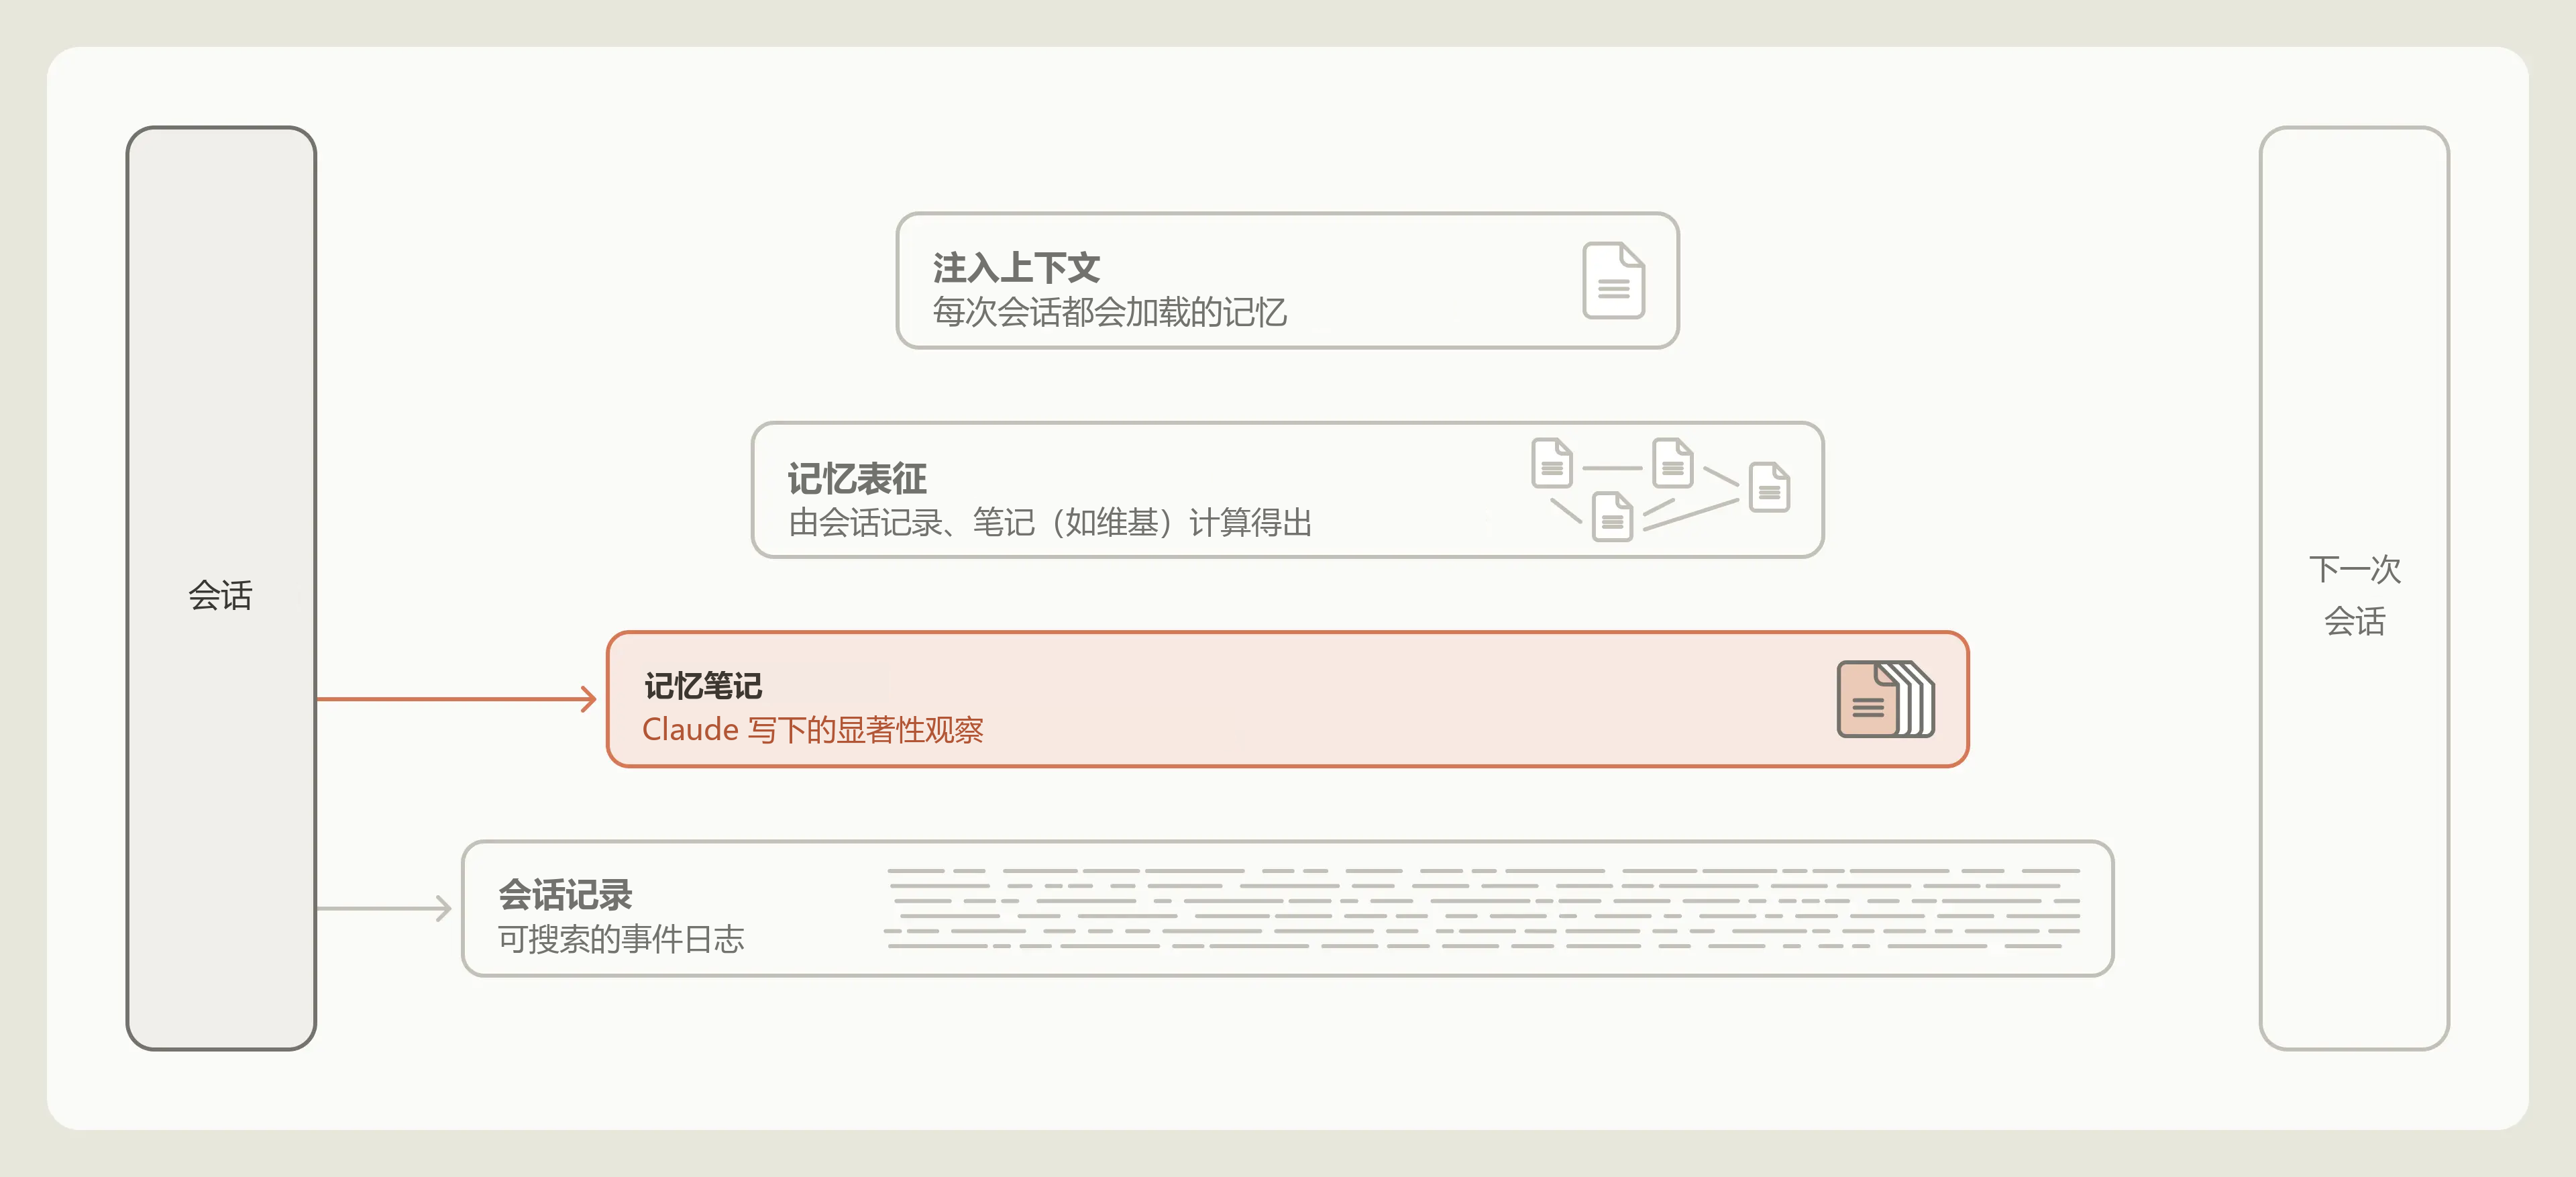 会话
注入上下文
每次会话都会加载的记忆
记忆表征
由会话记录、笔记（如维基）计算得出
记忆笔记
Claude 写下的显著性观察
会话记录
可搜索的事件日志
下一次
会话